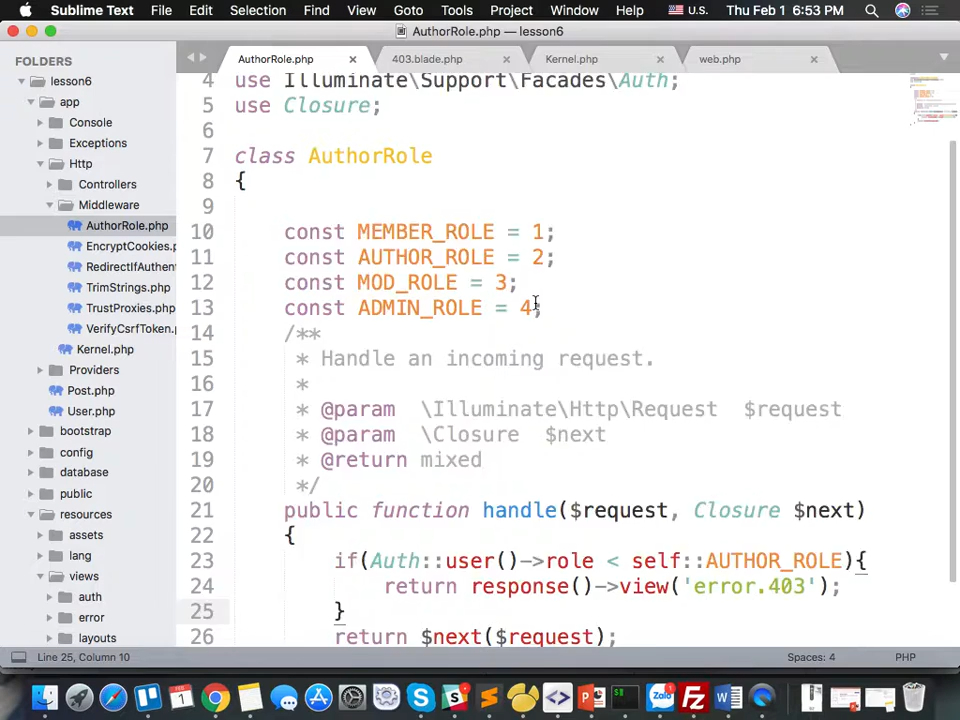 Sublime Text File Edit Selection Find View Goto Tools Project Window Help U.S. Thu Feb 1 6:53 PM
AuthorRole.php — lesson6
FOLDERS
lesson6
app
Console
Exceptions
Http
Controllers
Middleware
AuthorRole.php
EncryptCookies.p
RedirectIfAuthen
TrimStrings.php
TrustProxies.php
VerifyCsrfToken.
Kernel.php
Providers
Post.php
User.php
bootstrap
config
database
public
resources
assets
lang
views
auth
error
layouts
AuthorRole.php 403.blade.php Kernel.php web.php
4 use Illuminate\Support\Facades\Auth;
5 use Closure;
6
7 class AuthorRole
8 {
9
10 const MEMBER_ROLE = 1;
11 const AUTHOR_ROLE = 2;
12 const MOD_ROLE = 3;
13 const ADMIN_ROLE = 4;
14 /**
15 * Handle an incoming request.
16 *
17 * @param \Illuminate\Http\Request $request
18 * @param \Closure $next
19 * @return mixed
20 */
21 public function handle($request, Closure $next)
22 {
23 if(Auth::user()->role < self::AUTHOR_ROLE){
24 return response()->view('error.403');
25 }
26 return $next($request);
Line 25, Column 10 Spaces: 4 PHP